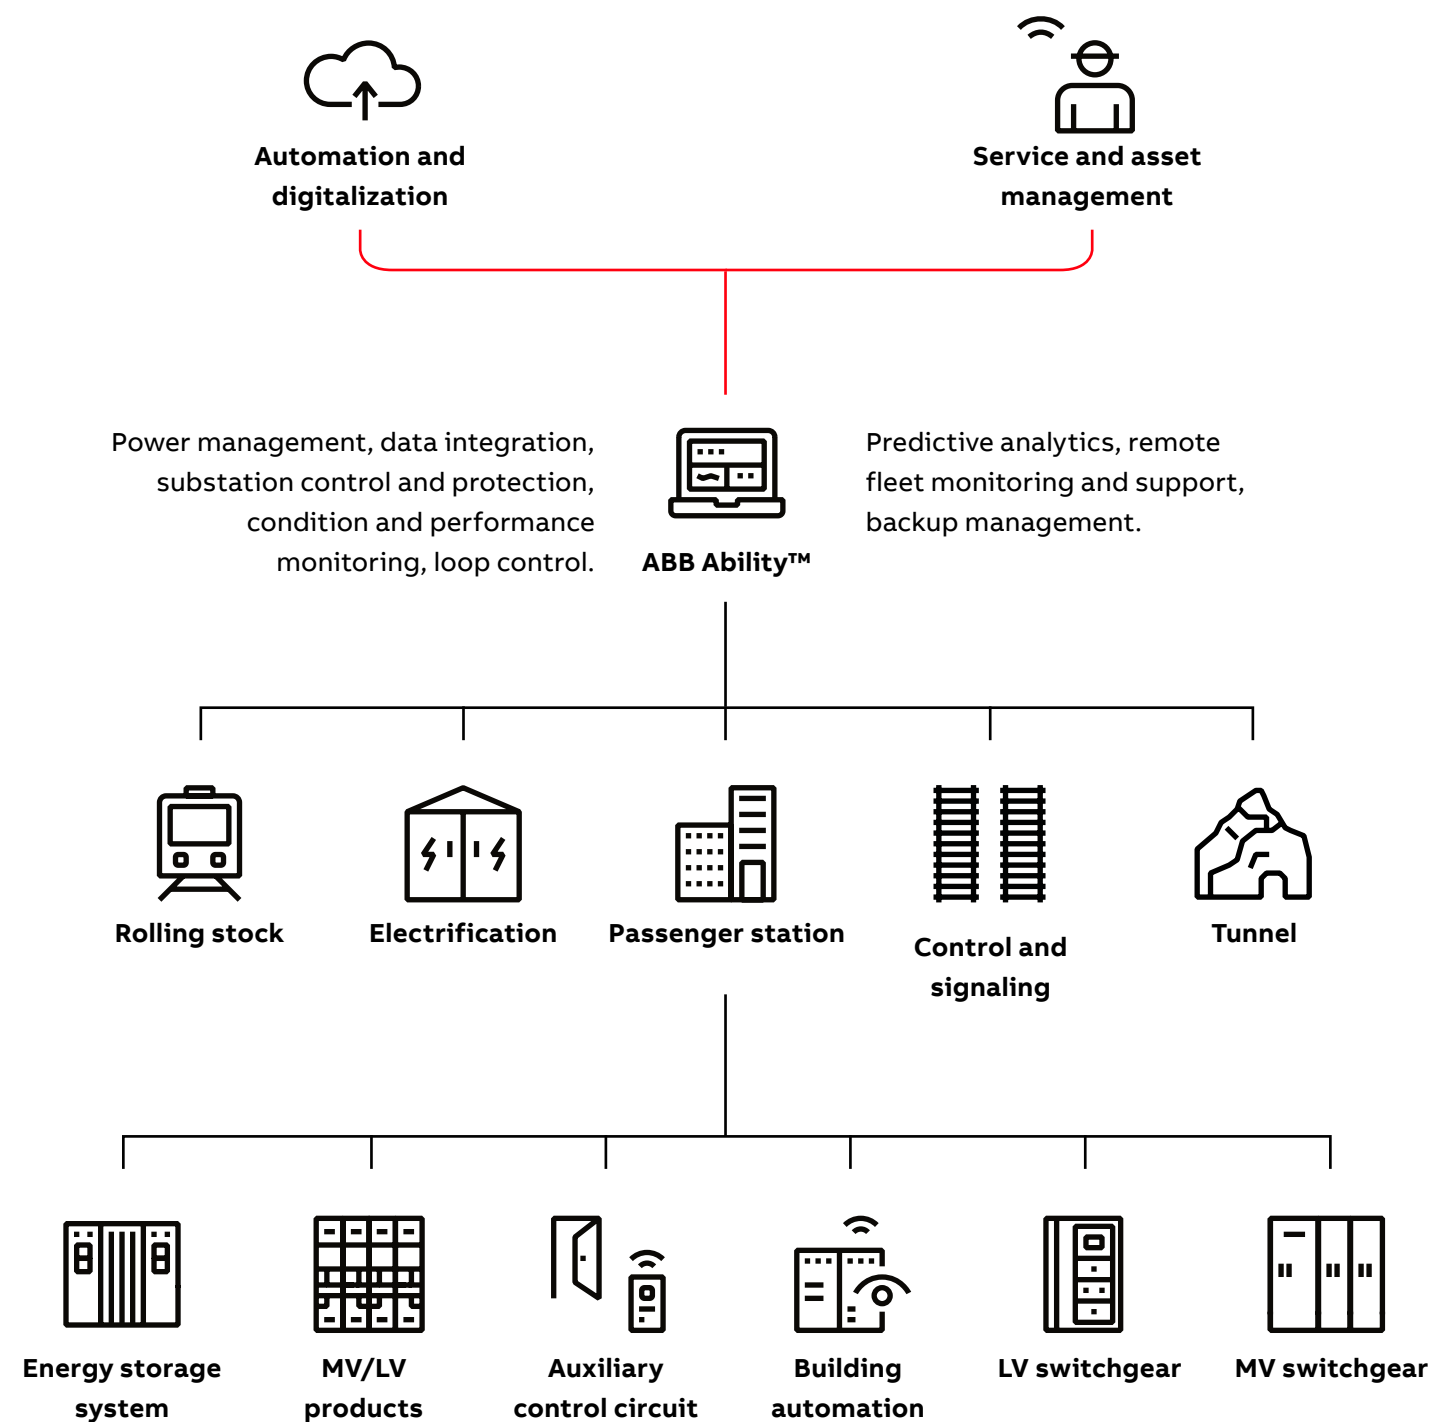 Automation and
digitalization
Service and asset
management
Power management, data integration,
substation control and protection,
condition and performance
monitoring, loop control.
ABB Ability™
Predictive analytics, remote
fleet monitoring and support,
backup management.
Rolling stock
Electrification
Passenger station
Control and
signaling
Tunnel
Energy storage
system
MV/LV
products
Auxiliary
control circuit
Building
automation
LV switchgear
MV switchgear